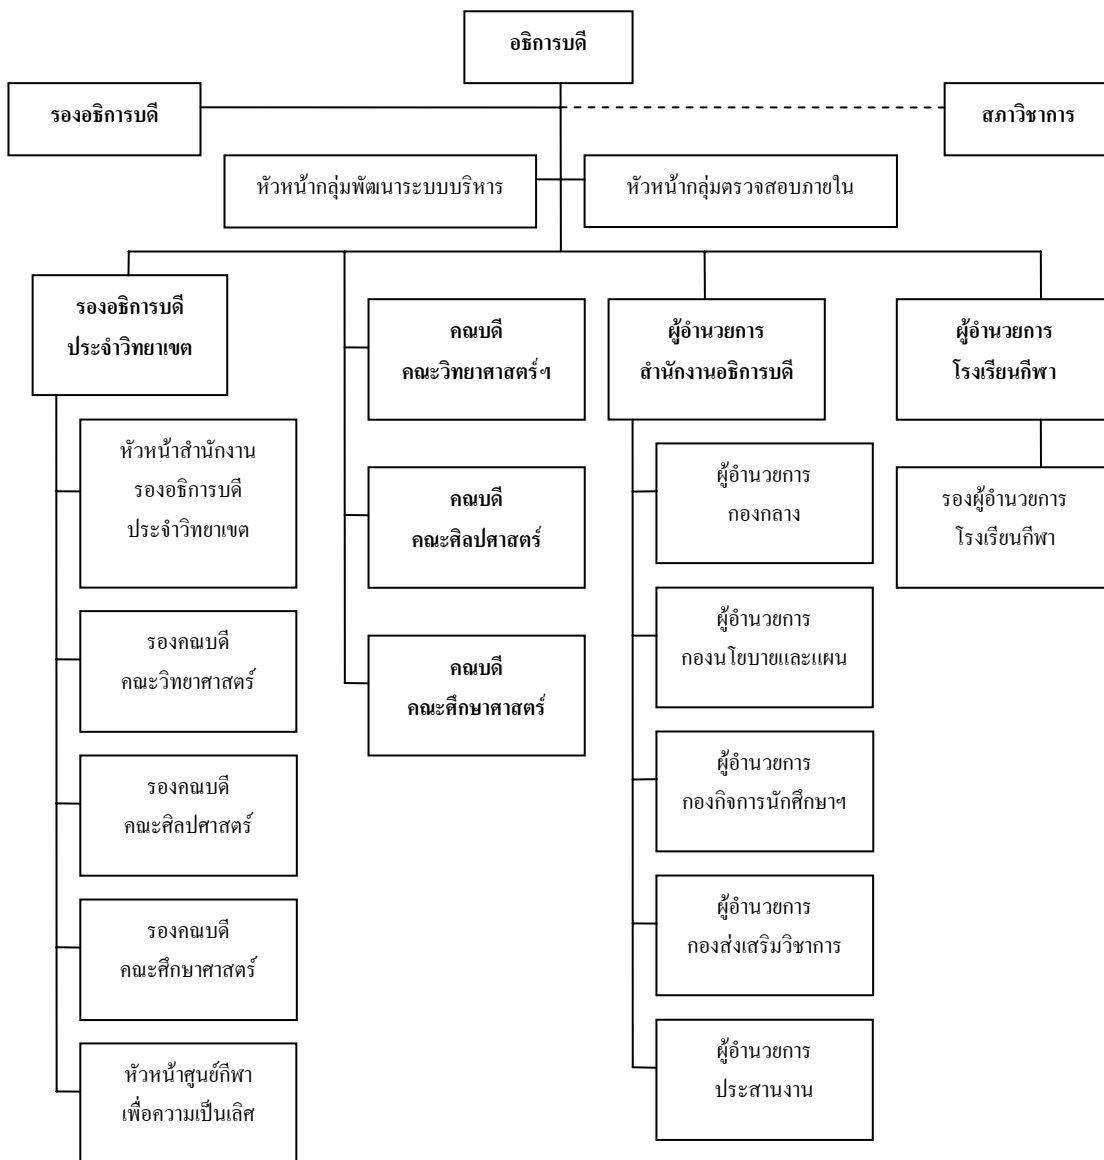 อธิการบดี
รองอธิการบดี
สภาวิชาการ
หัวหน้ากลุ่มพัฒนาระบบบริหาร
หัวหน้ากลุ่มตรวจสอบภายใน
รองอธิการบดี
ประจำวิทยาเขต
หัวหน้าสำนักงาน
รองอธิการบดี
ประจำวิทยาเขต
รองคณบดี
คณะวิทยาศาสตร์
รองคณบดี
คณะศิลปศาสตร์
รองคณบดี
คณะศึกษาศาสตร์
หัวหน้าศูนย์กีฬา
เพื่อความเป็นเลิศ
คณบดี
คณะวิทยาศาสตร์ฯ
คณบดี
คณะศิลปศาสตร์
คณบดี
คณะศึกษาศาสตร์
ผู้อำนวยการ
สำนักงานอธิการบดี
ผู้อำนวยการ
กองกลาง
ผู้อำนวยการ
กองนโยบายและแผน
ผู้อำนวยการ
กองกิจการนักศึกษาฯ
ผู้อำนวยการ
กองส่งเสริมวิชาการ
ผู้อำนวยการ
ประสานงาน
ผู้อำนวยการ
โรงเรียนกีฬา
รองผู้อำนวยการ
โรงเรียนกีฬา